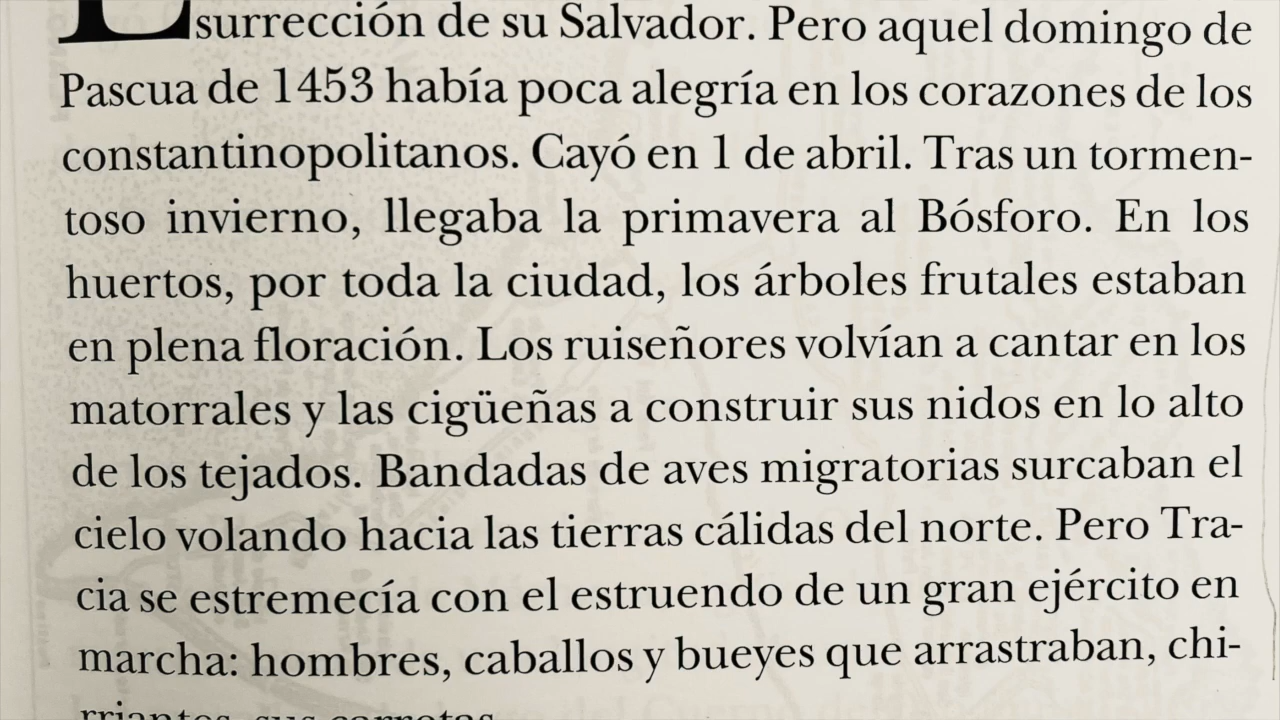 surrección de su Salvador. Pero aquel domingo de
Pascua de 1453 había poca alegría en los corazones de los
constantinopolitanos. Cayó en 1 de abril. Tras un tormen-
toso invierno, llegaba la primavera al Bósforo. En los
huertos, por toda la ciudad, los árboles frutales estaban
en plena floración. Los ruiseñores volvían a cantar en los
matorrales y las cigüeñas a construir sus nidos en lo alto
de los tejados. Bandadas de aves migratorias surcaban el
cielo volando hacia las tierras cálidas del norte. Pero Tra-
cia se estremecía con el estruendo de un gran ejército en
marcha: hombres, caballos y bueyes que arrastraban, chi-
rriantes, sus carretas.